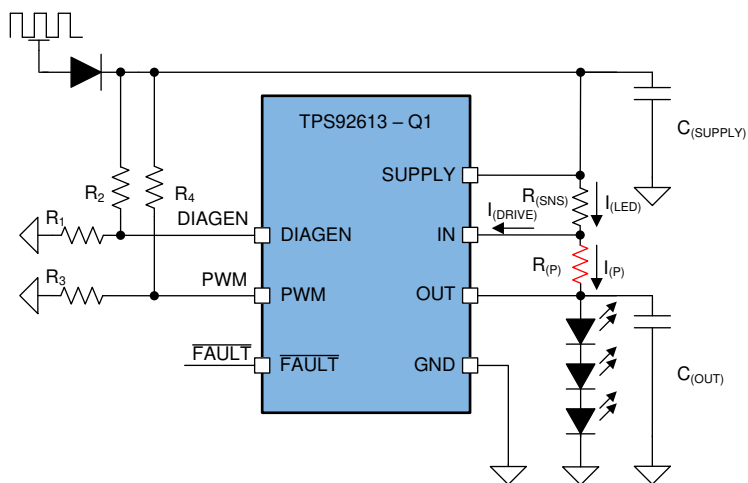 TPS92613 – Q1
C(SUPPLY)
SUPPLY
R2
R4
R(SNS)
I(LED)
I(DRIVE)
R1
DIAGEN
DIAGEN
IN
R(P)
I(P)
R3
PWM
PWM
OUT
FAULT
FAULT
GND
C(OUT)